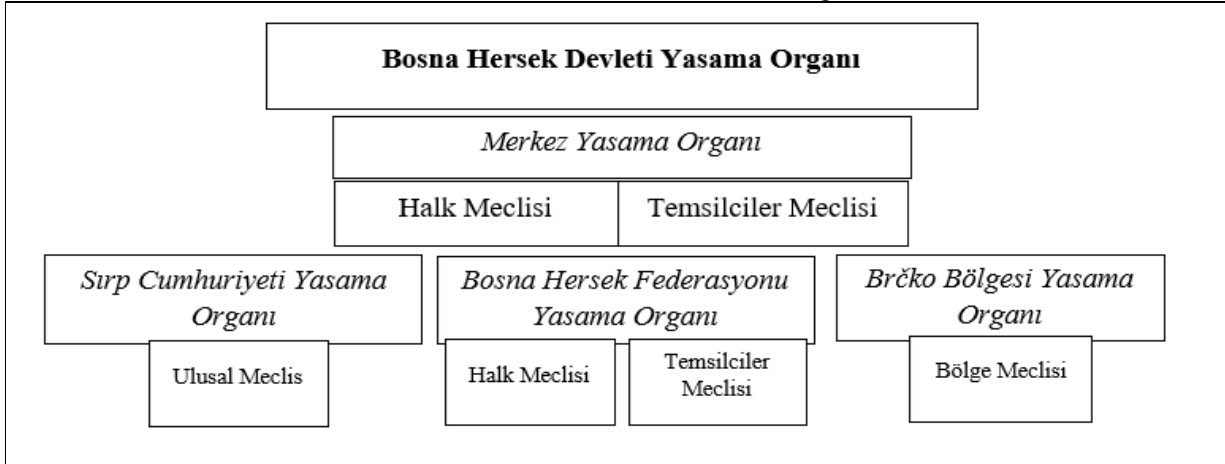 Bosna Hersek Devleti Yasama Organı
Merkez Yasama Organı
Halk Meclisi
Temsilciler Meclisi
Sırp Cumhuriyeti Yasama
Organı
Bosna Hersek Federasyonu
Yasama Organı
Brčko Bölgesi Yasama
Organı
Ulusal Meclis
Halk Meclisi
Temsilciler
Meclisi
Bölge Meclisi